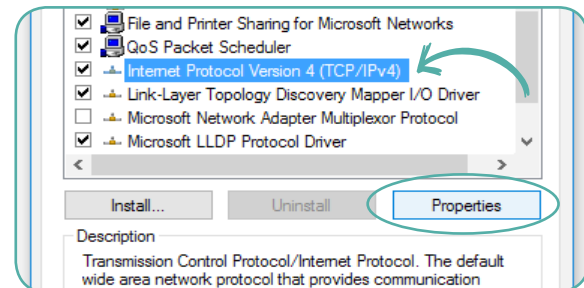 File and Printer Sharing for Microsoft Networks
QoS Packet Scheduler
Internet Protocol Version 4 (TCP/IPv4)
Link-Layer Topology Discovery Mapper I/O Driver
Microsoft Network Adapter Multiplexor Protocol
Microsoft LLDP Protocol Driver
Install... Uninstall Properties
Description
Transmission Control Protocol/Internet Protocol. The default
wide area network protocol that provides communication